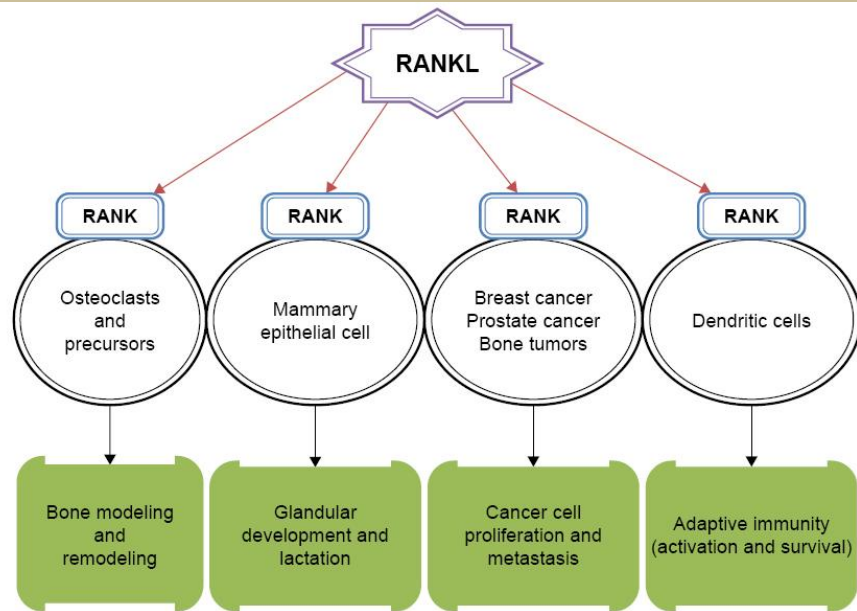 RANKL
RANK
RANK
RANK
RANK
Osteoclasts
and
precursors
Mammary
epithelial cell
Breast cancer
Prostate cancer
Bone tumors
Dendritic cells
Bone modeling
and
remodeling
Glandular
development and
lactation
Cancer cell
proliferation and
metastasis
Adaptive immunity
(activation and survival)